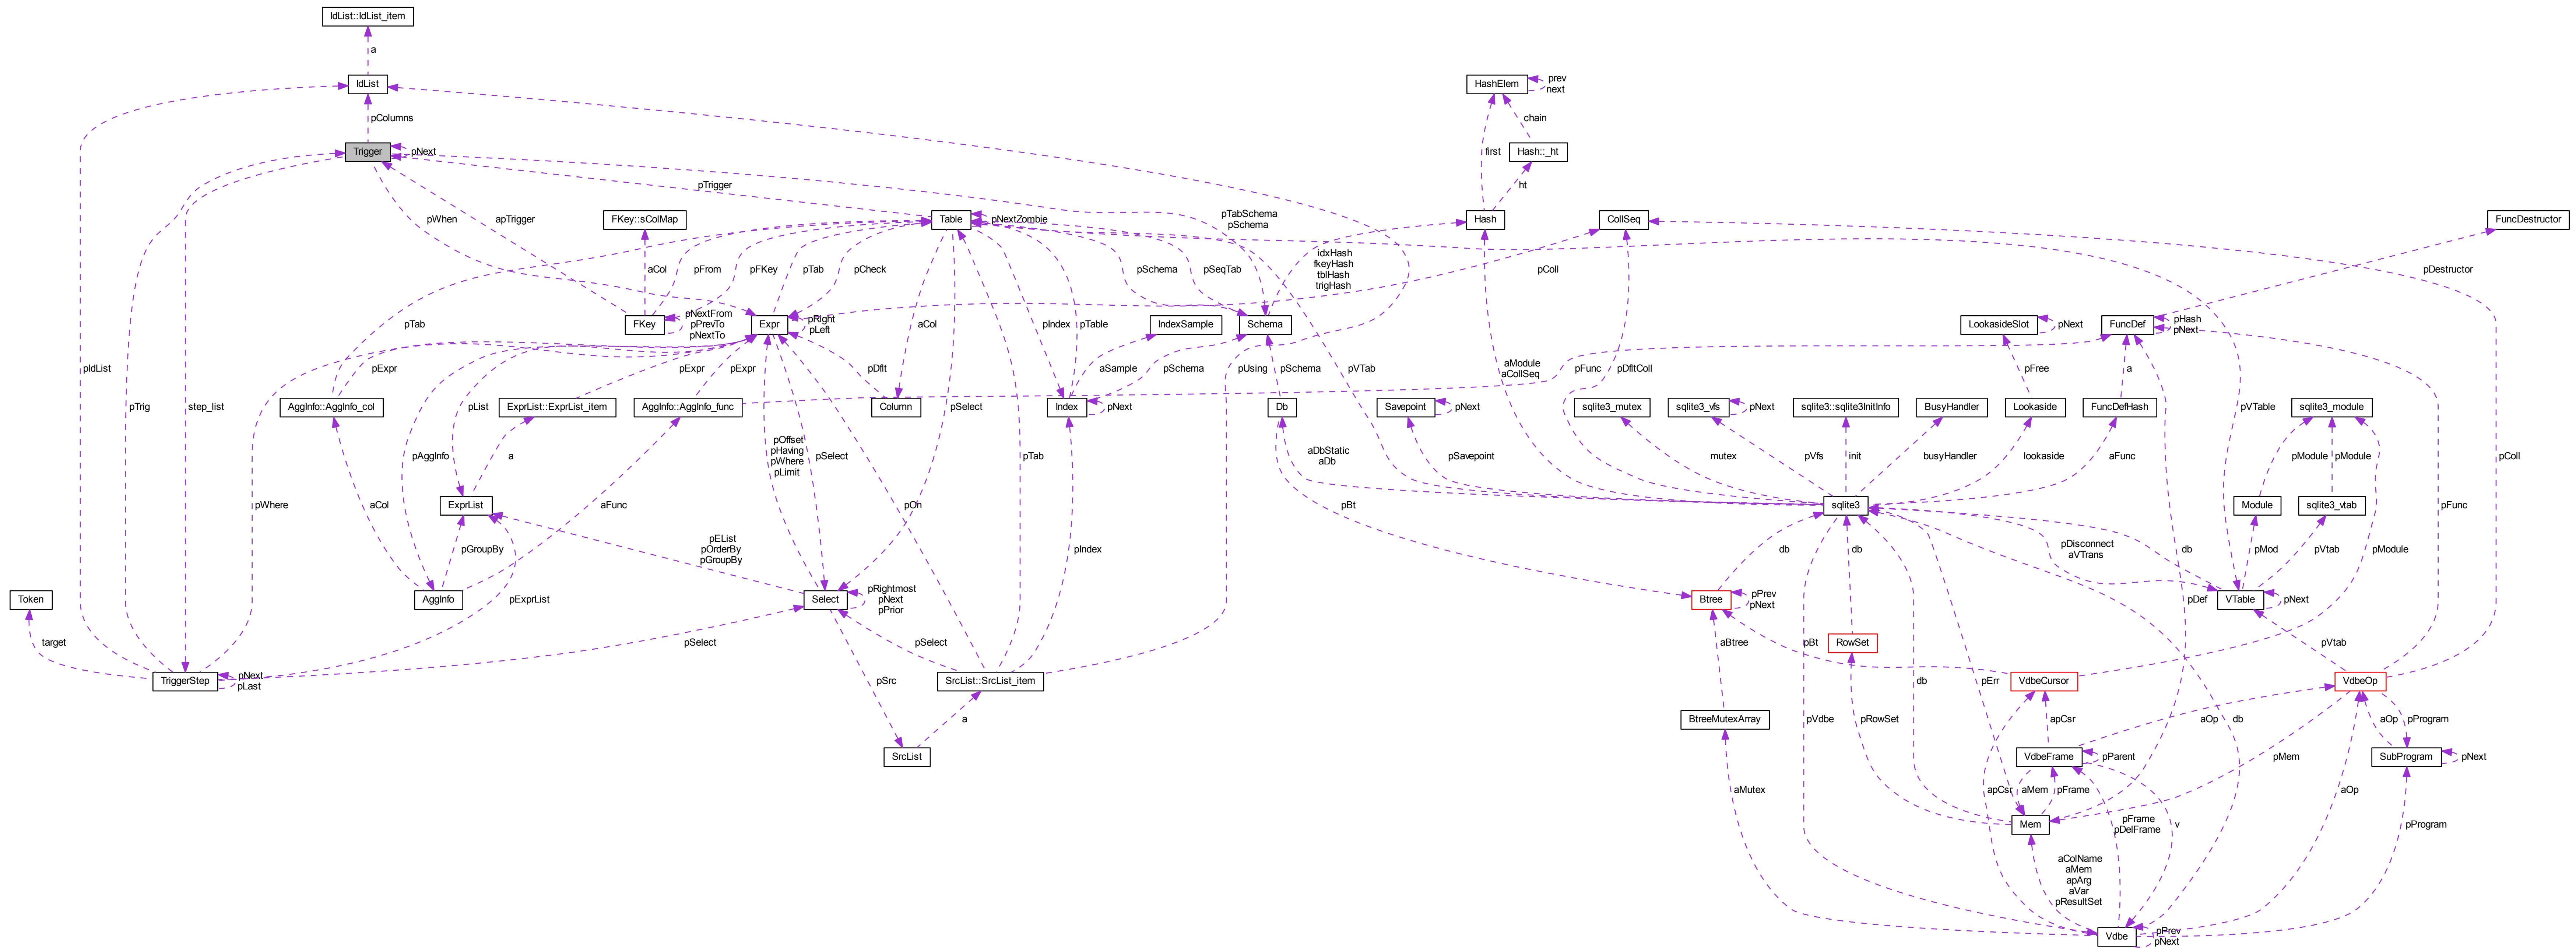 IdList::IdList_item
a
IdList
HashElem
prev
next
pColumns
chain
Trigger
pNext
first
Hash::_ht
pTrigger
ht
FKey::sColMap
Table
pNextZombie
pTabSchema
pSchema
Hash
CollSeq
FuncDestructor
pWhen
apTrigger
aCol
pFrom
pFKey
pTab
pCheck
pSchema
pSeqTab
idxHash
fkeyHash
tblHash
trigHash
pColl
pDestructor
FKey
pNextFrom
pPrevTo
pNextTo
Expr
pRight
pLeft
IndexSample
Schema
LookasideSlot
pNext
FuncDef
pHash
pNext
pTab
aCol
pIndex
pTable
pIdList
pTrig
step_list
pExpr
pList
pExpr
pExpr
pDflt
aSample
pSchema
pUsing
pSchema
pVTab
aModule
aCollSeq
pDfltColl
pFunc
pFree
a
pVTable
AggInfo::AggInfo_col
ExprList::ExprList_item
AggInfo::AggInfo_func
Column
pSelect
Index
pNext
Db
Savepoint
pNext
sqlite3_mutex
sqlite3_vfs
pNext
sqlite3::sqlite3InitInfo
BusyHandler
Lookaside
FuncDefHash
sqlite3_module
pAggInfo
a
pOffset
pHaving
pWhere
pLimit
pSelect
pTab
aDbStatic
aDb
pSavepoint
mutex
pVfs
init
busyHandler
lookaside
aFunc
pModule
pModule
pColl
pWhere
aCol
ExprList
aFunc
pOn
pBt
sqlite3
Module
sqlite3_vtab
pFunc
pGroupBy
pEList
pOrderBy
pGroupBy
pIndex
db
db
pDisconnect
aVTrans
pMod
pVtab
pModule
db
Token
AggInfo
pExprList
Select
pRightmost
pNext
pPrior
Btree
pPrev
pNext
VTable
pNext
pDef
target
pSelect
pSelect
aBtree
RowSet
pBt
pVtab
TriggerStep
pNext
pLast
pSrc
SrcList::SrcList_item
db
pErr
VdbeCursor
VdbeOp
a
BtreeMutexArray
pVdbe
pRowSet
apCsr
aOp
db
aOp
pProgram
SrcList
VdbeFrame
pParent
pMem
SubProgram
pNext
aMutex
apCsr
aMem
pFrame
aOp
Mem
pFrame
pDelFrame
v
pProgram
aColName
aMem
apArg
aVar
pResultSet
Vdbe
pPrev
pNext